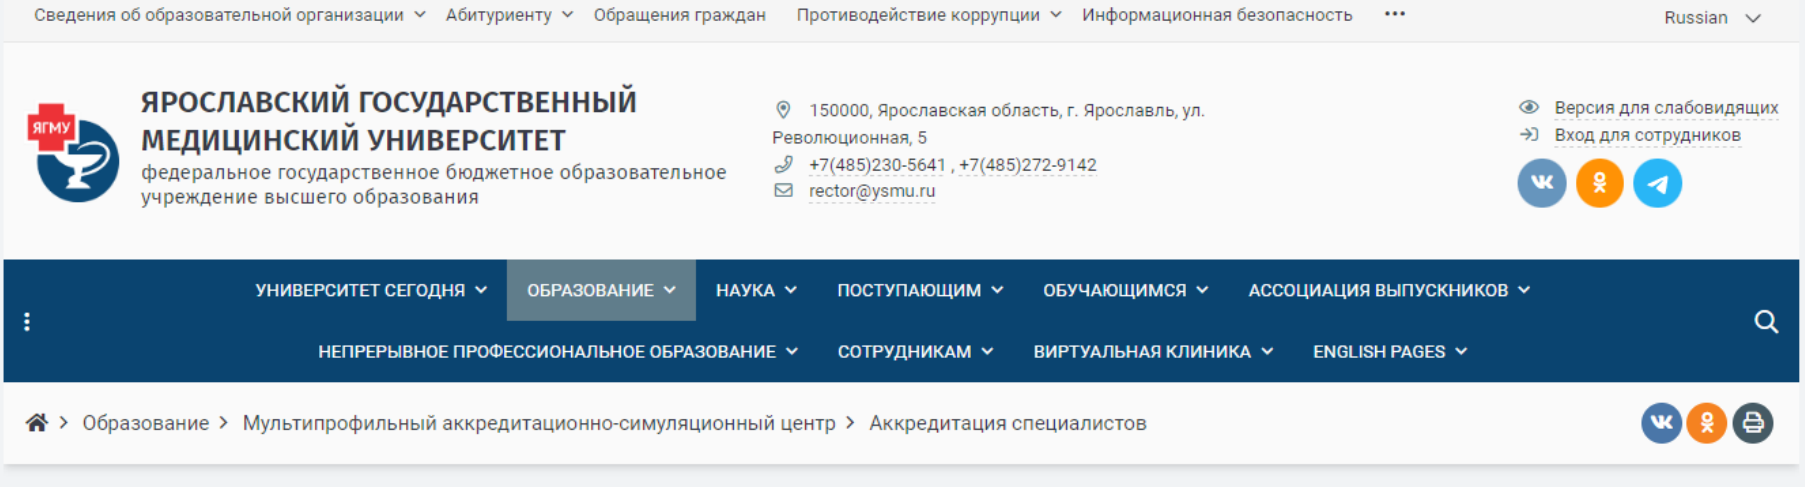 Сведения об образовательной организации Абитуриенту Обращения граждан Противодействие коррупции Информационная безопасность ••• Russian
ЯГМУ
ЯРОСЛАВСКИЙ ГОСУДАРСТВЕННЫЙ
МЕДИЦИНСКИЙ УНИВЕРСИТЕТ
федеральное государственное бюджетное образовательное
учреждение высшего образования
150000, Ярославская область, г. Ярославль, ул.
Революционная, 5
+7(485)230-5641 , +7(485)272-9142
rector@ysmu.ru
Версия для слабовидящих
Вход для сотрудников
УНИВЕРСИТЕТ СЕГОДНЯ ОБРАЗОВАНИЕ НАУКА ПОСТУПАЮЩИМ ОБУЧАЮЩИМСЯ АССОЦИАЦИЯ ВЫПУСКНИКОВ
НЕПРЕРЫВНОЕ ПРОФЕССИОНАЛЬНОЕ ОБРАЗОВАНИЕ СОТРУДНИКАМ ВИРТУАЛЬНАЯ КЛИНИКА ENGLISH PAGES
> Образование > Мультипрофильный аккредитационно-симуляционный центр > Аккредитация специалистов